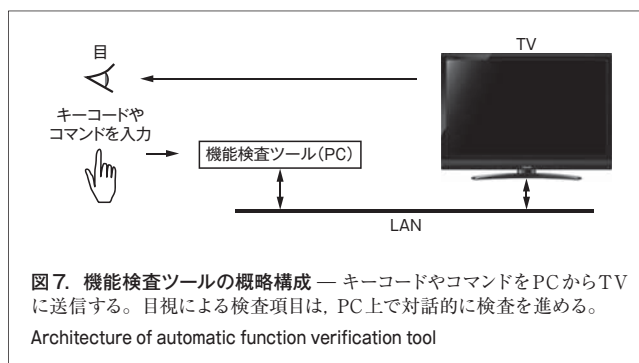 目
TV
キーコードや
コマンドを入力
機能検査ツール(PC)
LAN
図7. 機能検査ツールの概略構成 — キーコードやコマンドをPCからTV
に送信する。目視による検査項目は, PC上で対話的に検査を進める。
Architecture of automatic function verification tool